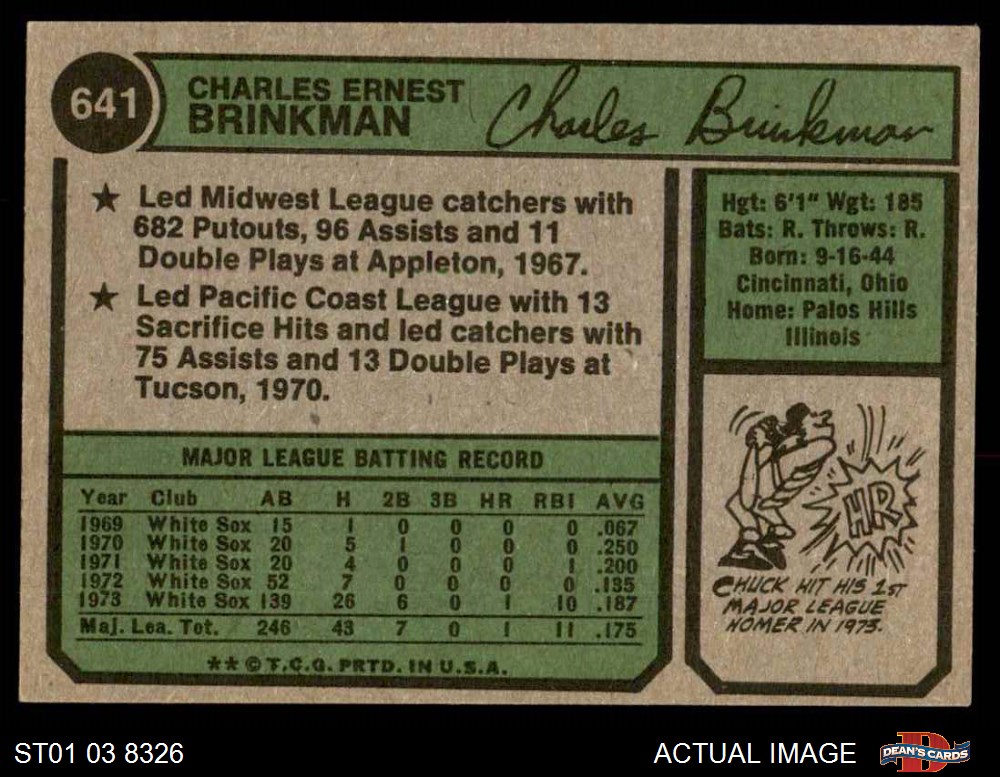 641
CHARLES ERNEST
BRINKMAN
Charles Brinkman
★ Led Midwest League catchers with
682 Putouts, 96 Assists and 11
Double Plays at Appleton, 1967.
★ Led Pacific Coast League with 13
Sacrifice Hits and led catchers with
75 Assists and 13 Double Plays at
Tucson, 1970.
Hgt: 6'1" Wgt: 185
Bats: R. Throws: R.
Born: 9-16-44
Cincinnati, Ohio
Home: Palos Hills
Illinois
MAJOR LEAGUE BATTING RECORD
Year Club AB H 2B 3B HR RBI AVG
1969 White Sox 15 1 0 0 0 0 .067
1970 White Sox 20 5 1 0 0 0 .250
1971 White Sox 20 4 0 0 0 1 .200
1972 White Sox 52 7 0 0 0 0 .135
1973 White Sox 139 26 6 0 1 10 .187
Maj. Lea. Tot. 246 43 7 0 1 11 .175
**©T.C.G. PRTD. IN U.S.A.
HR
CHUCK HIT HIS 1ST
MAJOR LEAGUE
HOMER IN 1973.
ST01 03 8326
ACTUAL IMAGE
D
DEAN'S CARDS